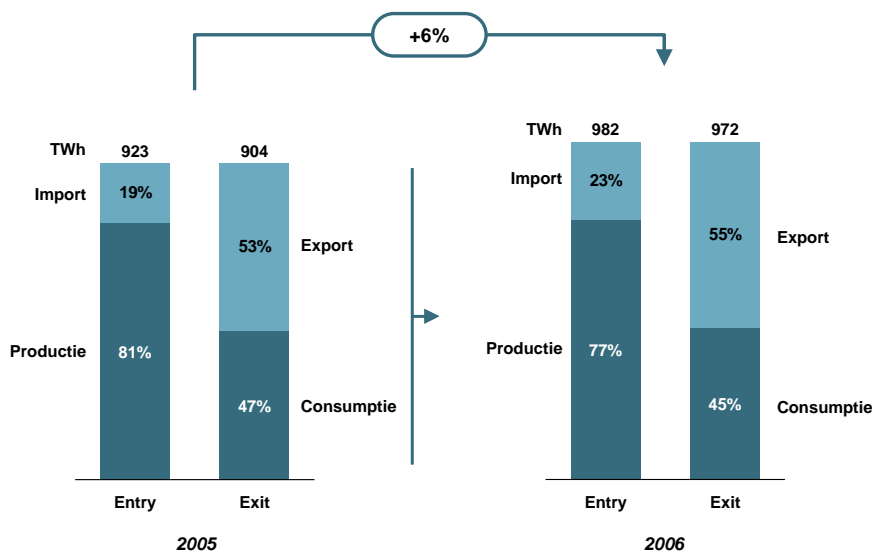 +6%
TWh 923 904
Import 19%
53% Export
Productie 81%
47% Consumptie
Entry Exit
2005
TWh 982 972
Import 23%
55% Export
Productie 77%
45% Consumptie
Entry Exit
2006